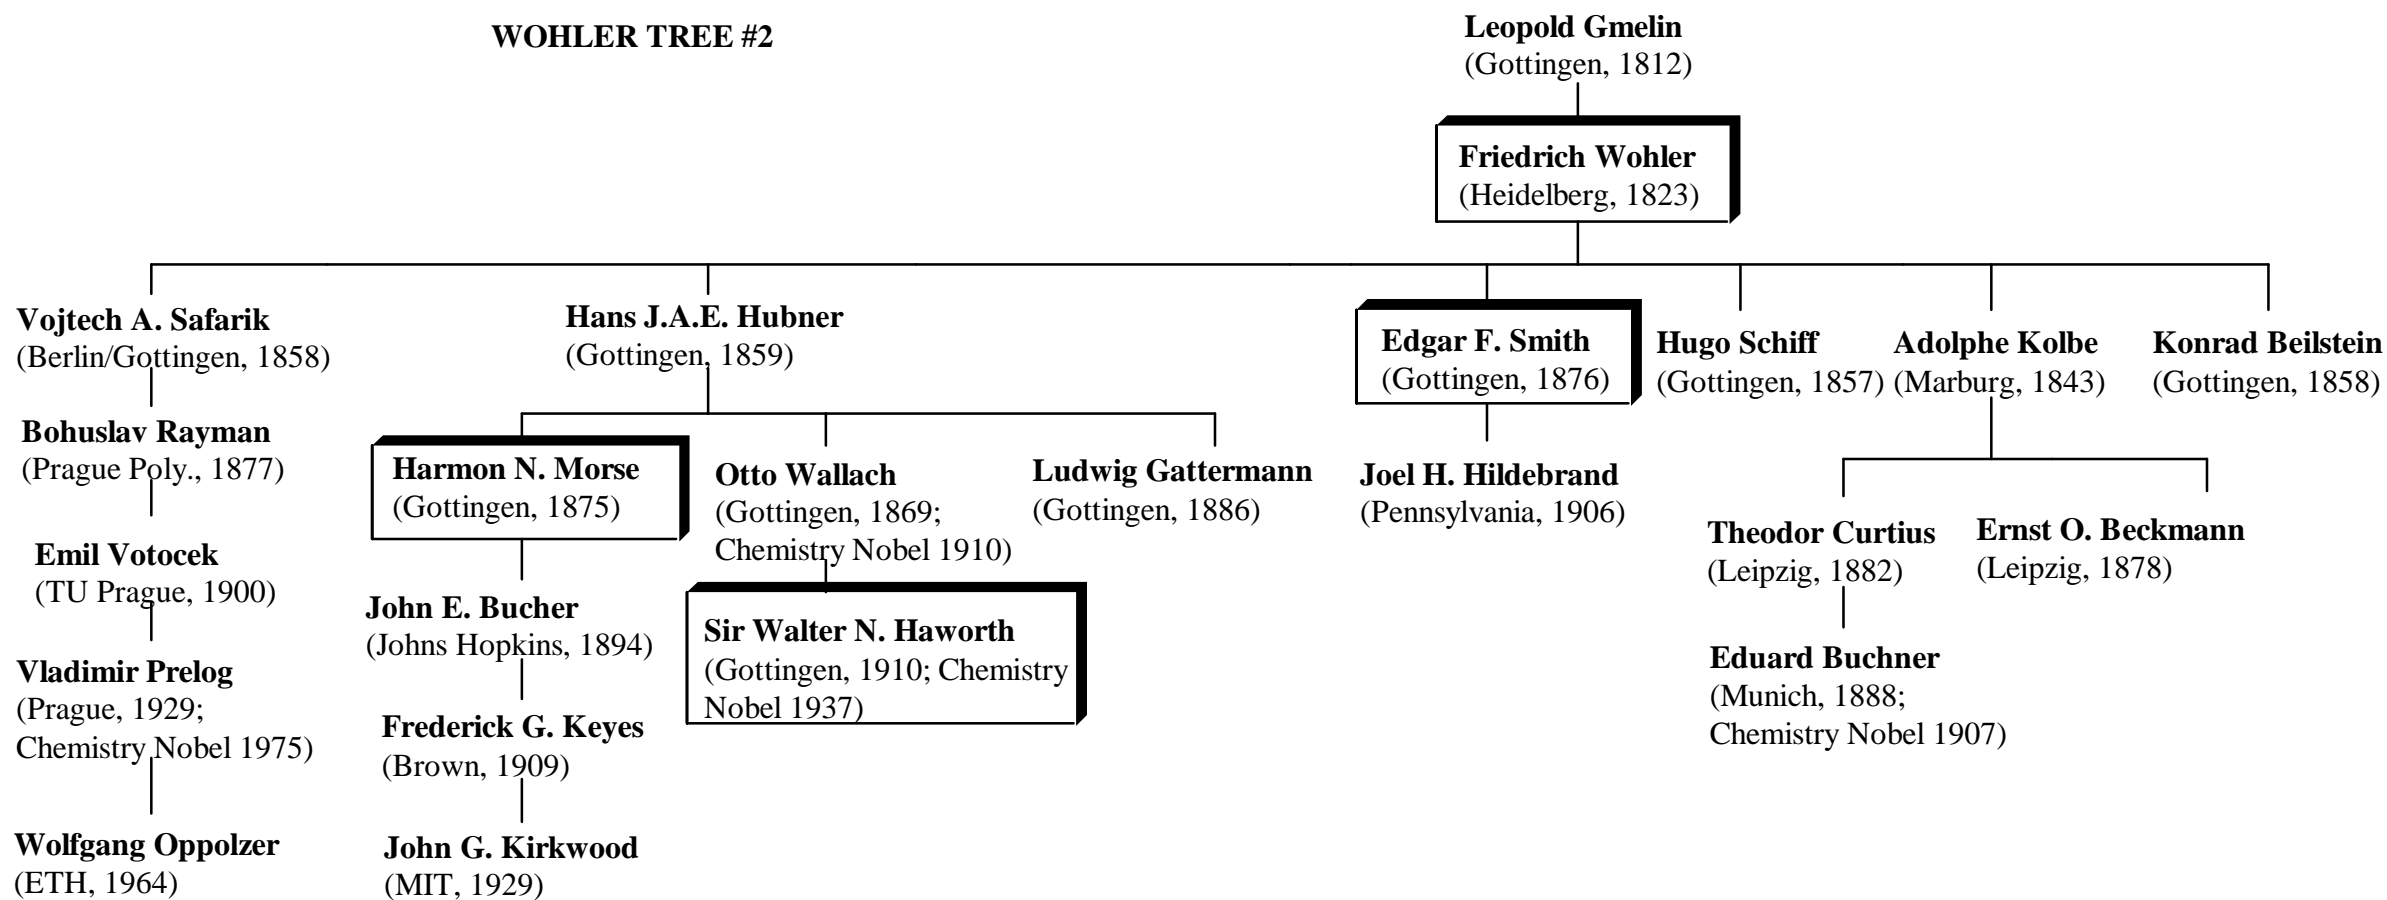 WOHLER TREE #2
Leopold Gmelin
(Gottingen, 1812)
Friedrich Wohler
(Heidelberg, 1823)
Vojtech A. Safarik
(Berlin/Gottingen, 1858)
Hans J.A.E. Hubner
(Gottingen, 1859)
Edgar F. Smith
(Gottingen, 1876)
Hugo Schiff
(Gottingen, 1857)
Adolphe Kolbe
(Marburg, 1843)
Konrad Beilstein
(Gottingen, 1858)
Bohuslav Rayman
(Prague Poly., 1877)
Harmon N. Morse
(Gottingen, 1875)
Otto Wallach
(Gottingen, 1869;
Chemistry Nobel 1910)
Ludwig Gattermann
(Gottingen, 1886)
Joel H. Hildebrand
(Pennsylvania, 1906)
Theodor Curtius
(Leipzig, 1882)
Ernst O. Beckmann
(Leipzig, 1878)
Emil Votocek
(TU Prague, 1900)
John E. Bucher
(Johns Hopkins, 1894)
Sir Walter N. Haworth
(Gottingen, 1910; Chemistry
Nobel 1937)
Eduard Buchner
(Munich, 1888;
Chemistry Nobel 1907)
Vladimir Prelog
(Prague, 1929;
Chemistry Nobel 1975)
Frederick G. Keyes
(Brown, 1909)
Wolfgang Oppolzer
(ETH, 1964)
John G. Kirkwood
(MIT, 1929)